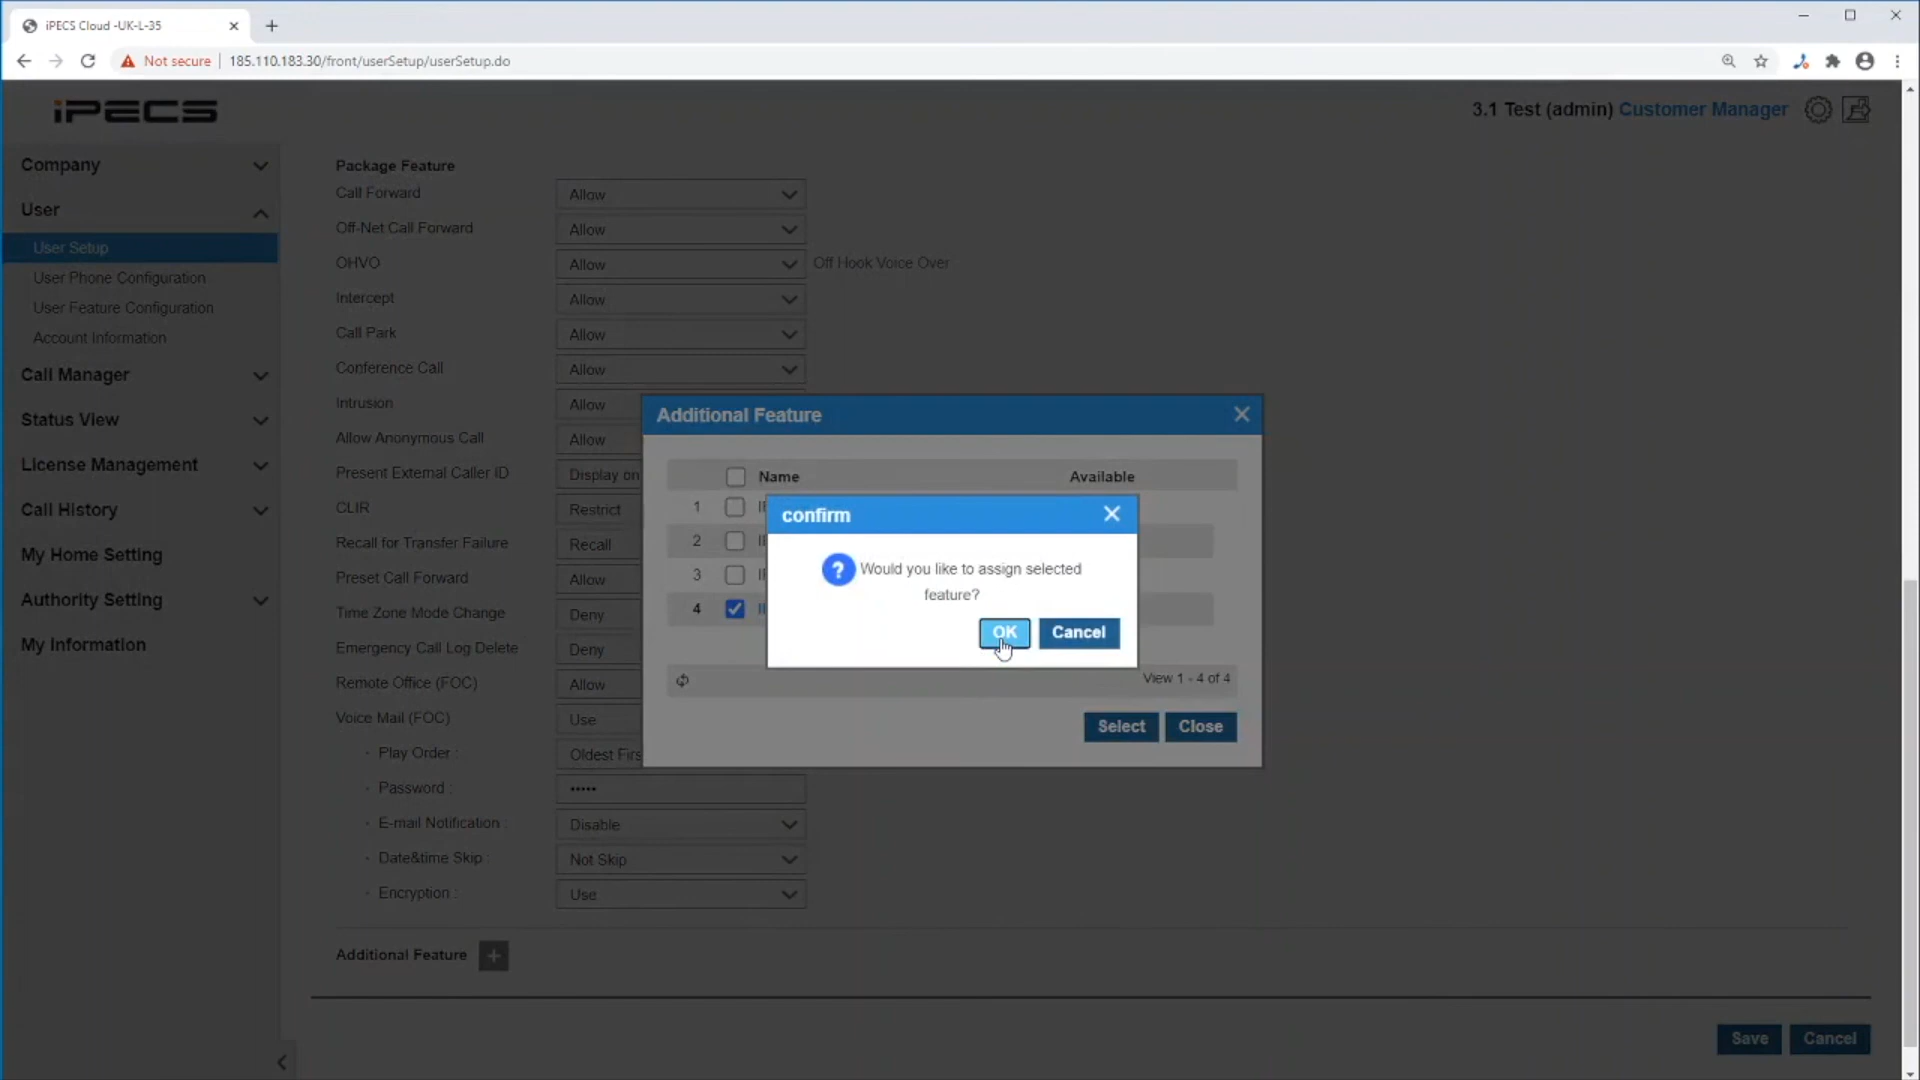 iPECS Cloud -UK-L-35
Not secure
185.110.183.30/front/userSetup/userSetup.do
iPECS
3.1 Test (admin) Customer Manager
Company
User
User Setup
User Phone Configuration
User Feature Configuration
Account Information
Call Manager
Status View
License Management
Call History
My Home Setting
Authority Setting
My Information
Package Feature
Call Forward Allow
Off-Net Call Forward Allow
OHVO Allow Off Hook Voice Over
Intercept Allow
Call Park Allow
Conference Call Allow
Intrusion Allow
Allow Anonymous Call Allow
Present External Caller ID Display on
CLIR Restrict
Recall for Transfer Failure Recall
Preset Call Forward Allow
Time Zone Mode Change Deny
Emergency Call Log Delete Deny
Remote Office (FOC) Allow
Voice Mail (FOC) Use
- Play Order : Oldest Firs
- Password : •••••
- E-mail Notification : Disable
- Date&time Skip : Not Skip
- Encryption : Use
Additional Feature +
Save Cancel
Additional Feature
Name Available
1
2
3
4
View 1 - 4 of 4
Select Close
confirm
? Would you like to assign selected
feature?
OK Cancel